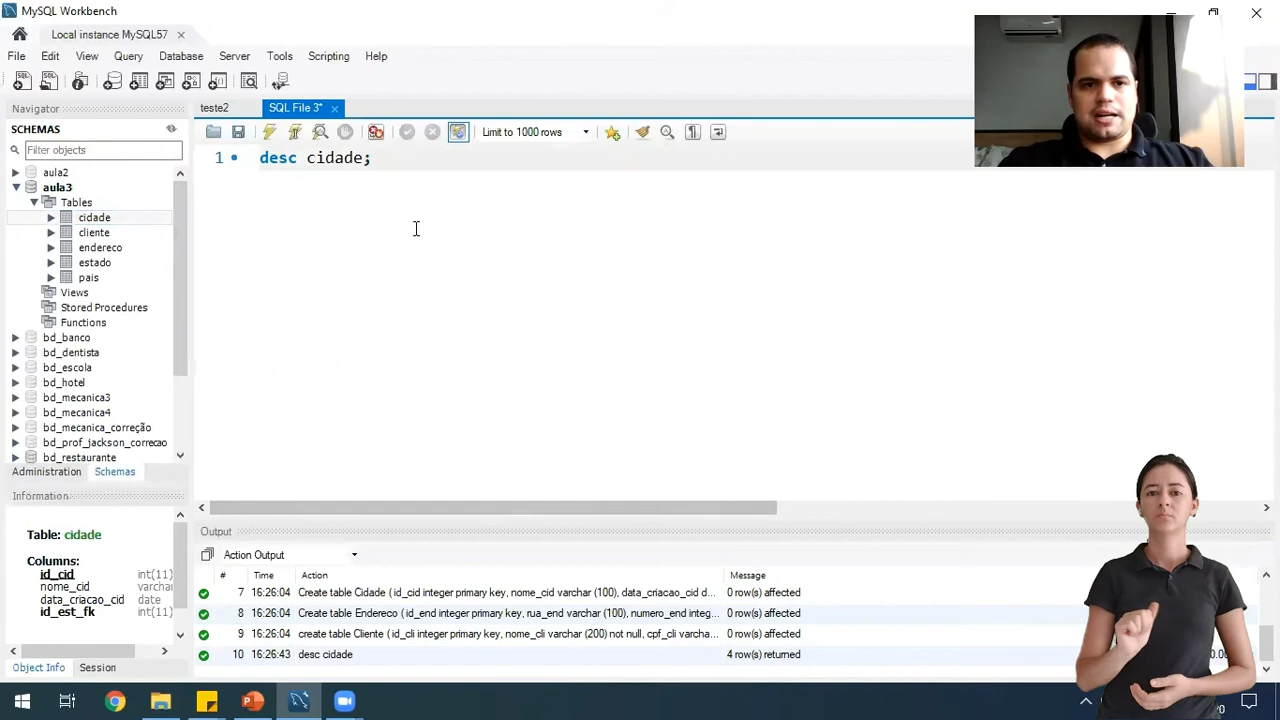 MySQL Workbench
Local instance MySQL57
File Edit View Query Database Server Tools Scripting Help
Navigator
SCHEMAS
Filter objects
aula2
aula3
Tables
cidade
cliente
endereco
estado
pais
Views
Stored Procedures
Functions
bd_banco
bd_dentista
bd_escola
bd_hotel
bd_mecanica3
bd_mecanica4
bd_mecanica_correção
bd_prof_jackson_correcao
bd_restaurante
Administration Schemas
Information
Table: cidade
Columns:
id_cid int(11)
nome_cid varchar
data_criacao_cid date
id_est_fk int(11)
Object Info Session
teste2 SQL File 3*
Limit to 1000 rows
1 desc cidade;
Output
Action Output
# Time Action Message
7 16:26:04 Create table Cidade ( id_cid integer primary key, nome_cid varchar (100), data_criacao_cid d... 0 row(s) affected
8 16:26:04 Create table Endereco ( id_end integer primary key, rua_end varchar (100), numero_end integ... 0 row(s) affected
9 16:26:04 create table Cliente ( id_cli integer primary key, nome_cli varchar (200) not null, cpf_cli varcha... 0 row(s) affected
10 16:26:43 desc cidade 4 row(s) returned